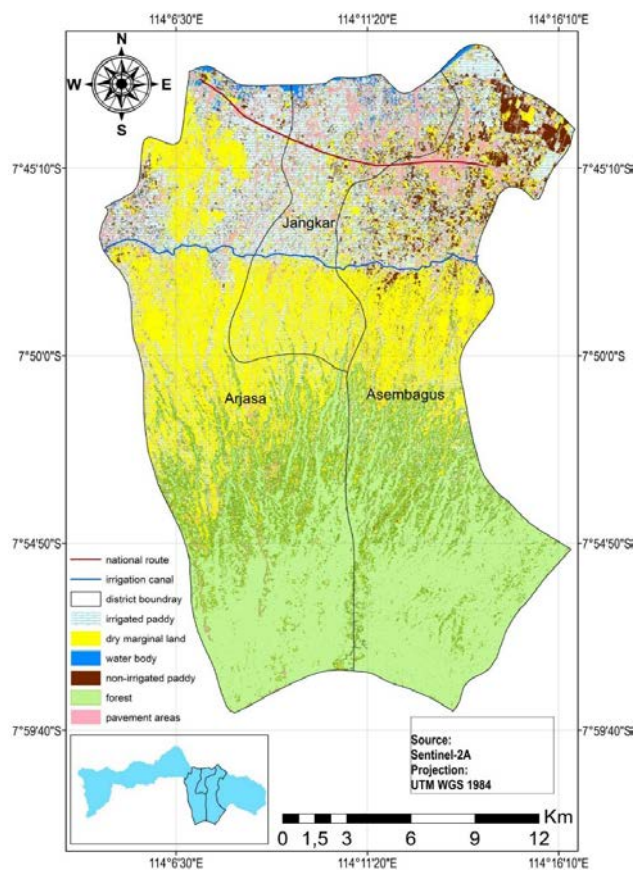 114°6'30"E 114°11'20"E 114°16'10"E
N
W E
S
7°45'10"S 7°45'10"S
Jangkar
7°50'0"S 7°50'0"S
Arjasa Asembagus
7°54'50"S 7°54'50"S
national route
irrigation canal
district boundray
irrigated paddy
dry marginal land
water body
non-irrigated paddy
forest
pavement areas
7°59'40"S 7°59'40"S
Source:
Sentinel-2A
Projection:
UTM WGS 1984
Km
0 1,5 3 6 9 12
114°6'30"E 114°11'20"E 114°16'10"E